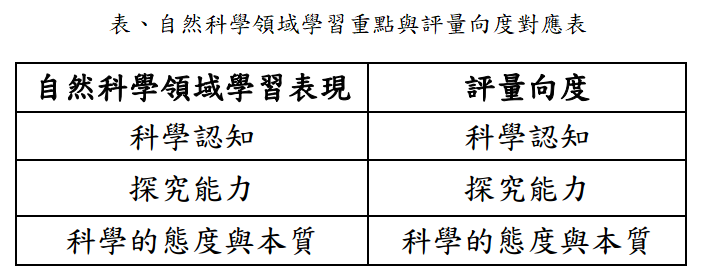 表、自然科學領域學習重點與評量向度對應表
自然科學領域學習表現 評量向度
科學認知 科學認知
探究能力 探究能力
科學的態度與本質 科學的態度與本質